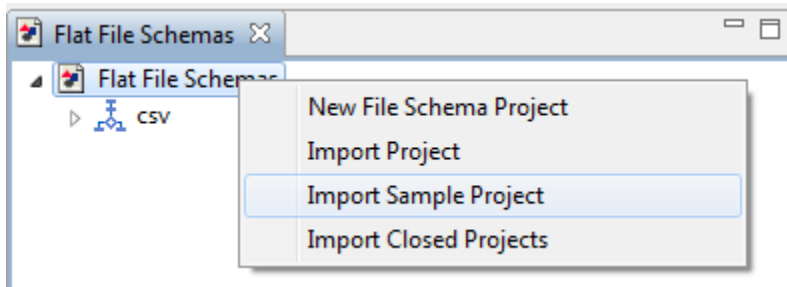 Flat File Schemas
Flat File Schemas
csv
New File Schema Project
Import Project
Import Sample Project
Import Closed Projects